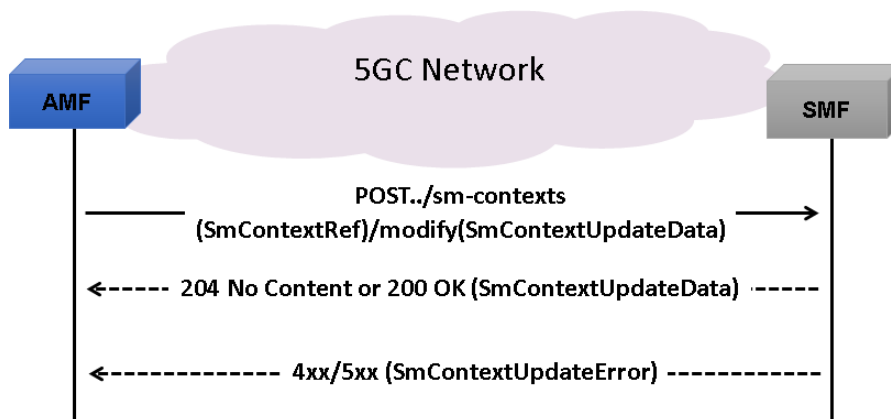 5GC Network
AMF
SMF
POST../sm-contexts
(SmContextRef)/modify(SmContextUpdateData)
204 No Content or 200 OK (SmContextUpdateData)
4xx/5xx (SmContextUpdateError)